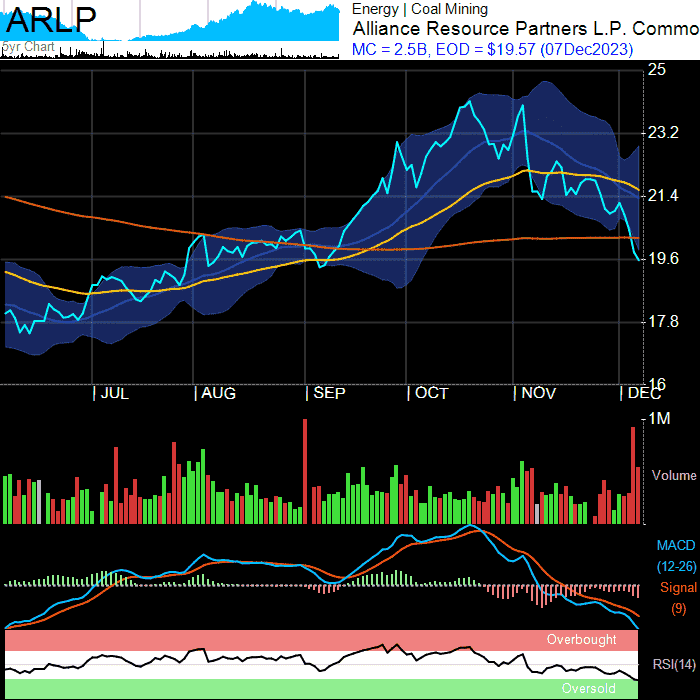 ARLP
5yr Chart
Energy | Coal Mining
Alliance Resource Partners L.P. Commo
MC = 2.5B, EOD = $19.57 (07Dec2023)
25
23.2
21.4
19.6
17.8
16
JUL
AUG
SEP
OCT
NOV
DEC
1M
Volume
MACD
(12-26)
Signal
(9)
Overbought
RSI(14)
Oversold